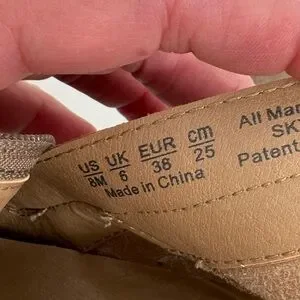 US UK EUR cm
8M 6 38 25
Made in China
All Ma
SK
Patent